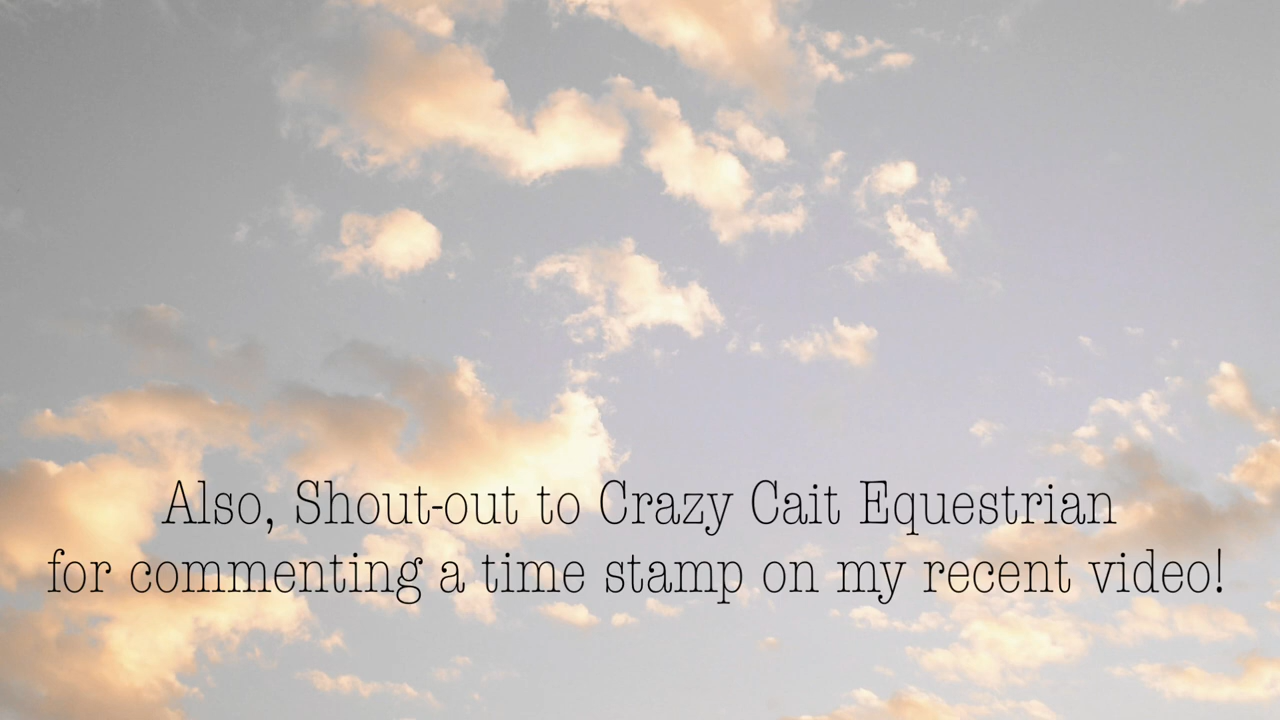 Also, Shout-out to Crazy Cait Equestrian
for commenting a time stamp on my recent video!